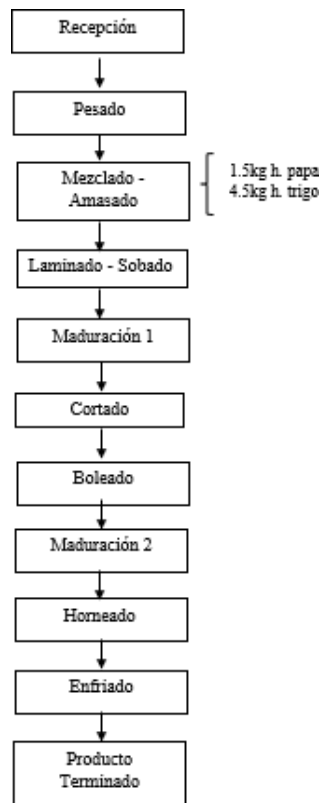 Recepción
Pesado
Mezclado -
Amasado
1.5kg h. papa
4.5kg h. trigo
Laminado - Sobado
Maduración 1
Cortado
Boleado
Maduración 2
Horneado
Enfriado
Producto
Terminado